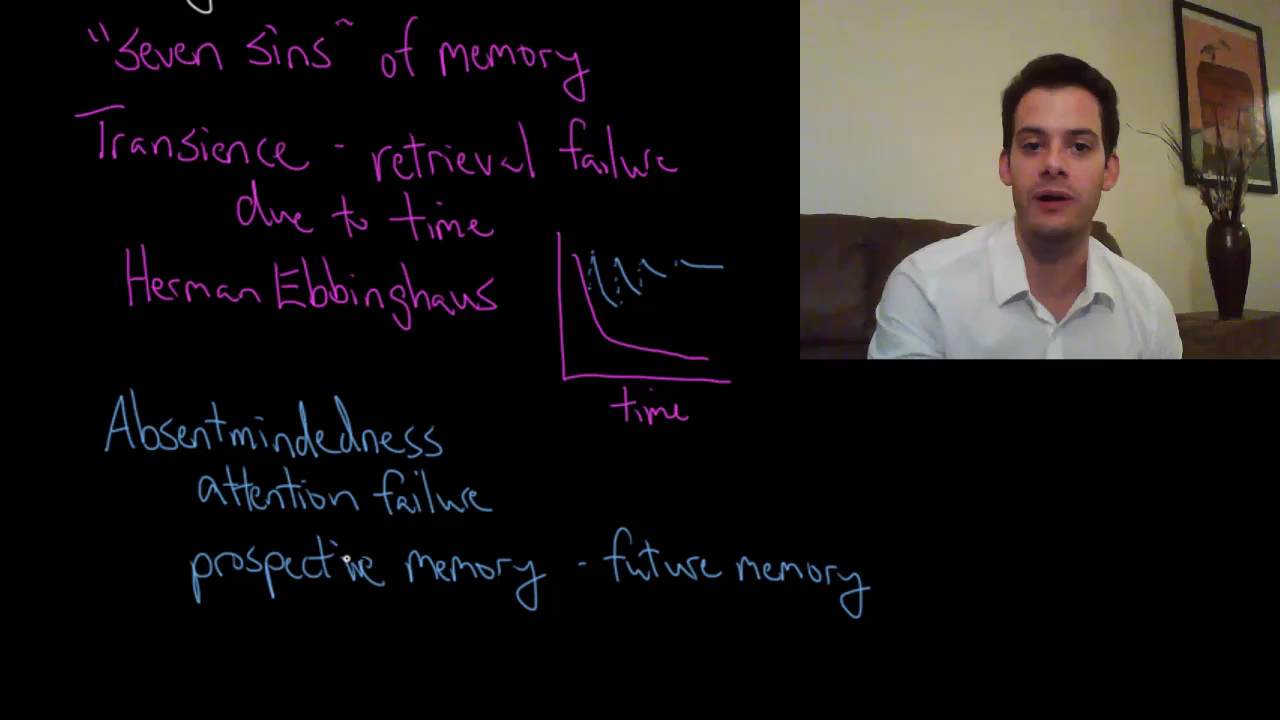 "Seven Sins" of memory
Transience - retrieval failure
due to time
Herman Ebbinghaus
time
Absentmindedness
attention failure
prospective memory - future memory